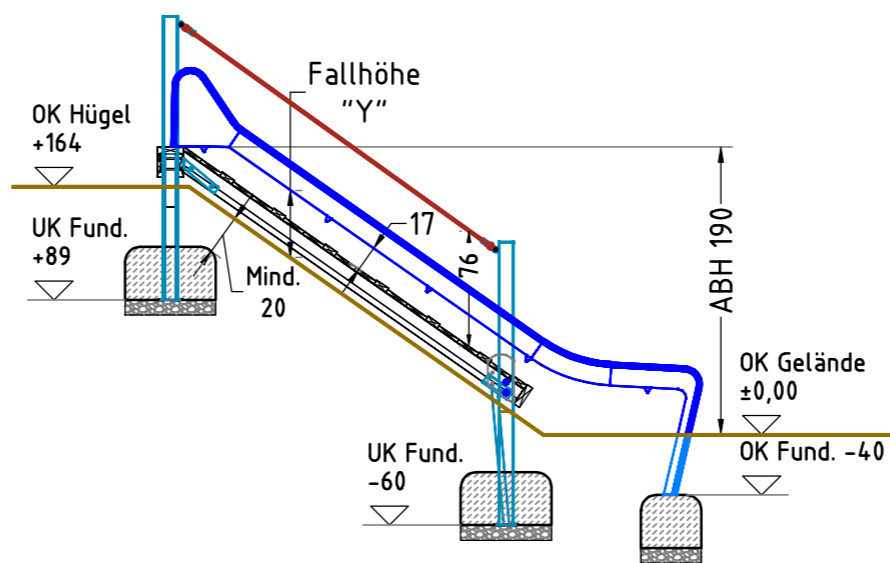 Fallhöhe
"Y"
OK Hügel
+164
UK Fund.
+89
Mind.
20
17
76
ABH 190
OK Gelände
±0,00
OK Fund. -40
UK Fund.
-60